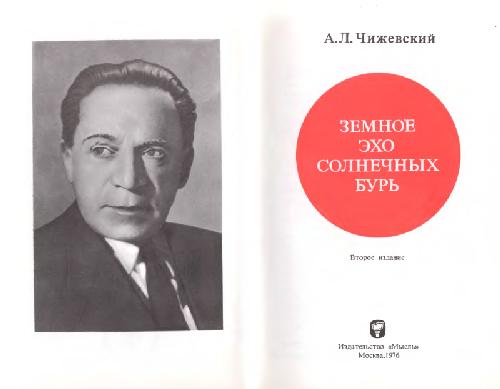 А.Л. Чижевский
ЗЕМНОЕ
ЭХО
СОЛНЕЧНЫХ
БУРЬ
Второе издание
Издательство «Мысль»
Москва, 1976